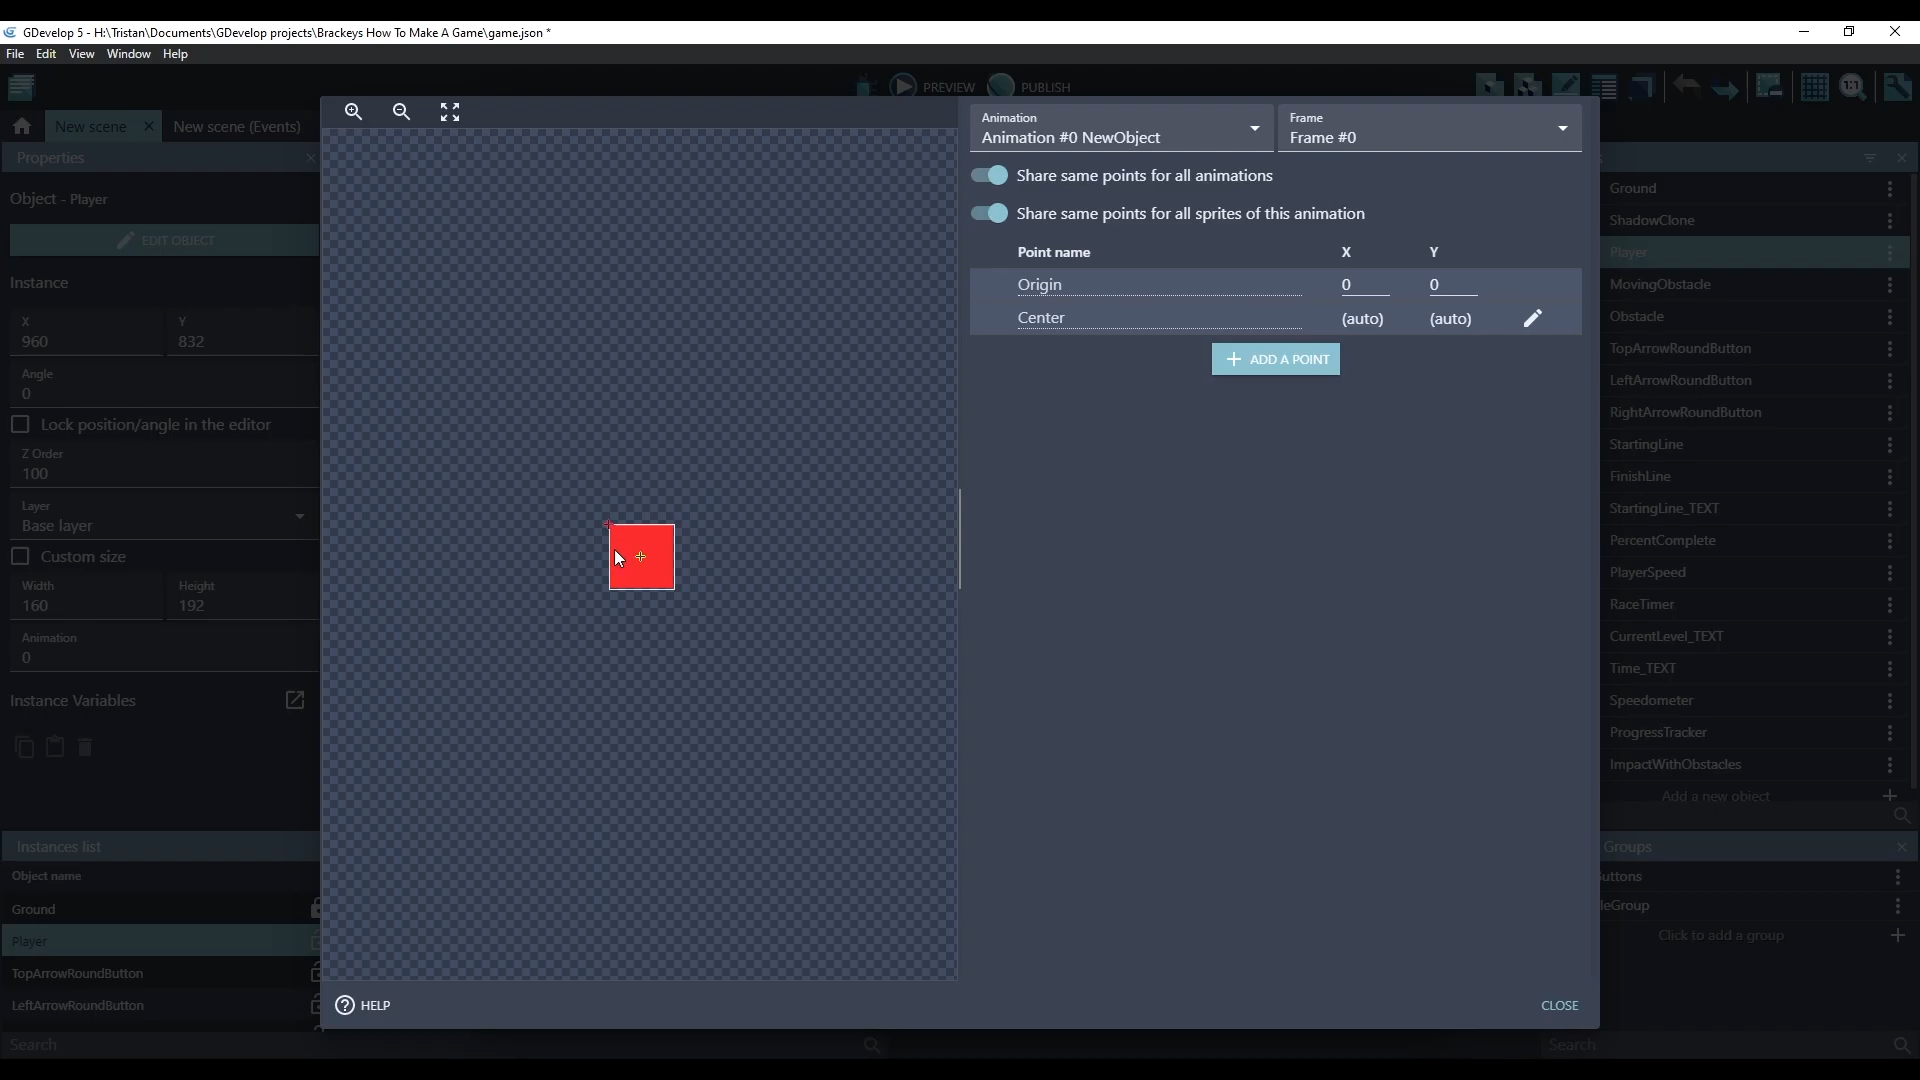 GDevelop 5 - H:\Tristan\Documents\GDevelop projects\Brackeys How To Make A Game\game.json *
File Edit View Window Help
PREVIEW PUBLISH
New scene New scene (Events)
Properties
Object - Player
EDIT OBJECT
Instance
X Y
960 832
Angle
0
Lock position/angle in the editor
Z Order
100
Layer
Base layer
Custom size
Width Height
160 192
Animation
0
Instance Variables
Instances list
Object name
Ground
Player
TopArrowRoundButton
LeftArrowRoundButton
Search
Animation
Animation #0 NewObject
Frame
Frame #0
Share same points for all animations
Share same points for all sprites of this animation
Point name X Y
Origin 0 0
Center (auto) (auto)
ADD A POINT
HELP
CLOSE
Ground
ShadowClone
Player
MovingObstacle
Obstacle
TopArrowRoundButton
LeftArrowRoundButton
RightArrowRoundButton
StartingLine
FinishLine
StartingLine_TEXT
PercentComplete
PlayerSpeed
RaceTimer
CurrentLevel_TEXT
Time_TEXT
Speedometer
ProgressTracker
ImpactWithObstacles
Add a new object
Groups
uttons
leGroup
Click to add a group
Search